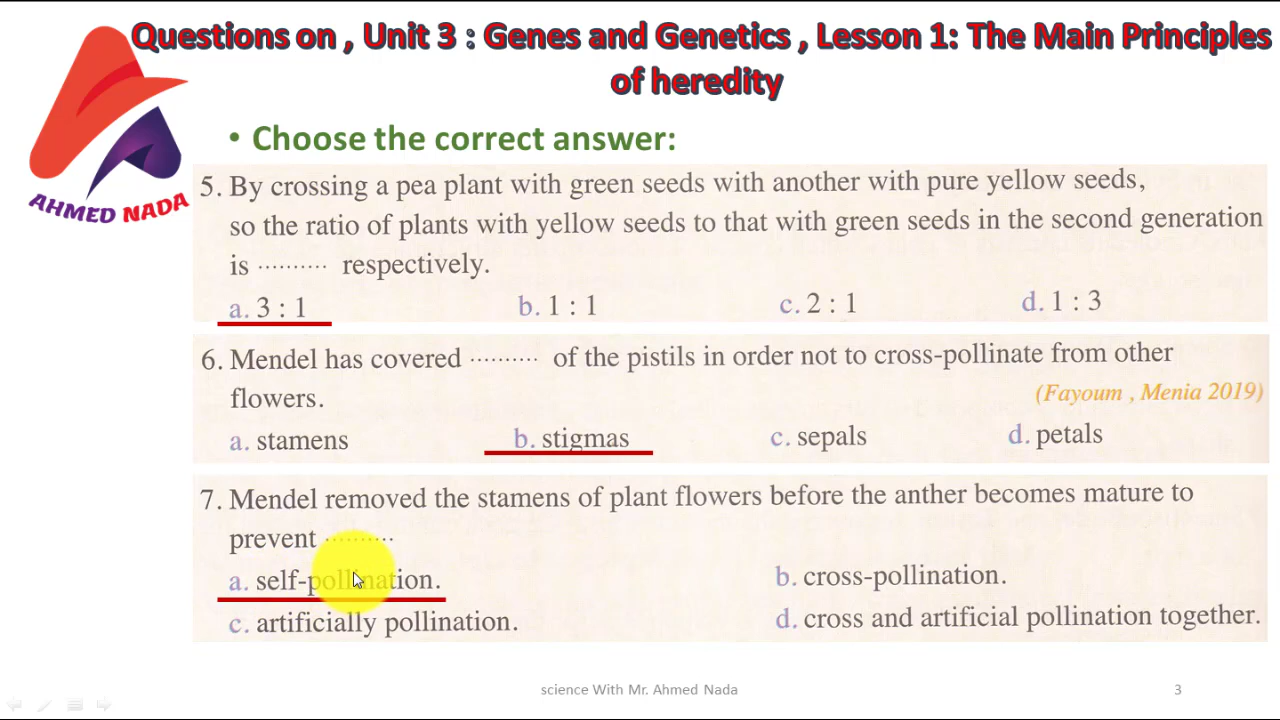 Questions on , Unit 3 : Genes and Genetics , Lesson 1: The Main Principles
of heredity
AHMED NADA
• Choose the correct answer:
5. By crossing a pea plant with green seeds with another with pure yellow seeds,
so the ratio of plants with yellow seeds to that with green seeds in the second generation
is .......... respectively.
a. 3 : 1 b. 1 : 1 c. 2 : 1 d. 1 : 3
6. Mendel has covered .......... of the pistils in order not to cross-pollinate from other
flowers. (Fayoum , Menia 2019)
a. stamens b. stigmas c. sepals d. petals
7. Mendel removed the stamens of plant flowers before the anther becomes mature to
prevent ..........
a. self-pollination. b. cross-pollination.
c. artificially pollination. d. cross and artificial pollination together.
science With Mr. Ahmed Nada 3